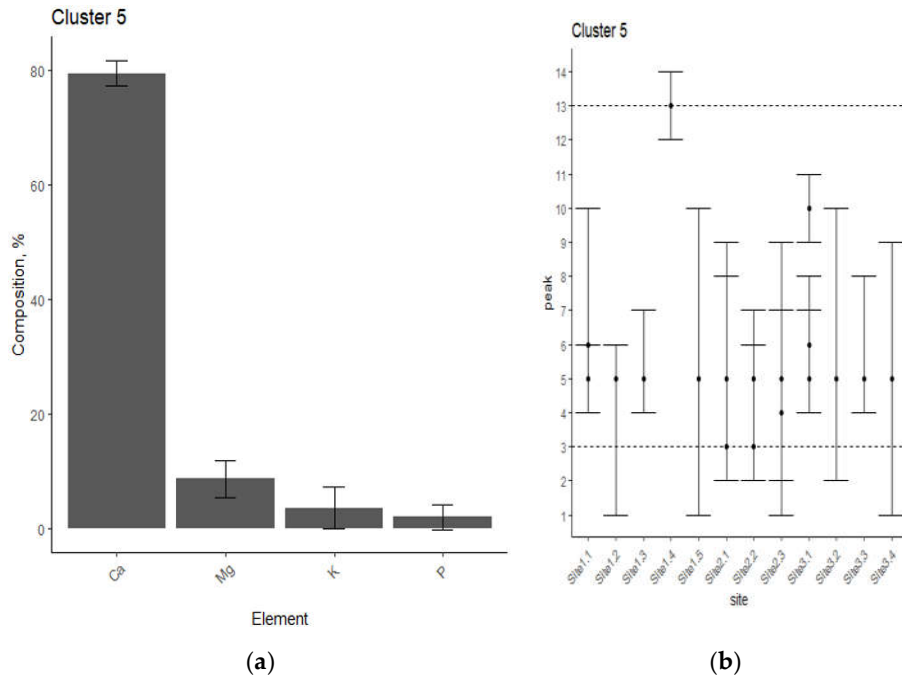 Cluster 5
Composition, %
80
60
40
20
0
Ca
Mg
K
P
Element
(a)
Cluster 5
peak
14
13
12
11
10
9
8
7
6
5
4
3
2
1
Site1.1
Site1.2
Site1.3
Site1.4
Site1.5
Site2.1
Site2.2
Site2.3
Site3.1
Site3.2
Site3.3
Site3.4
site
(b)